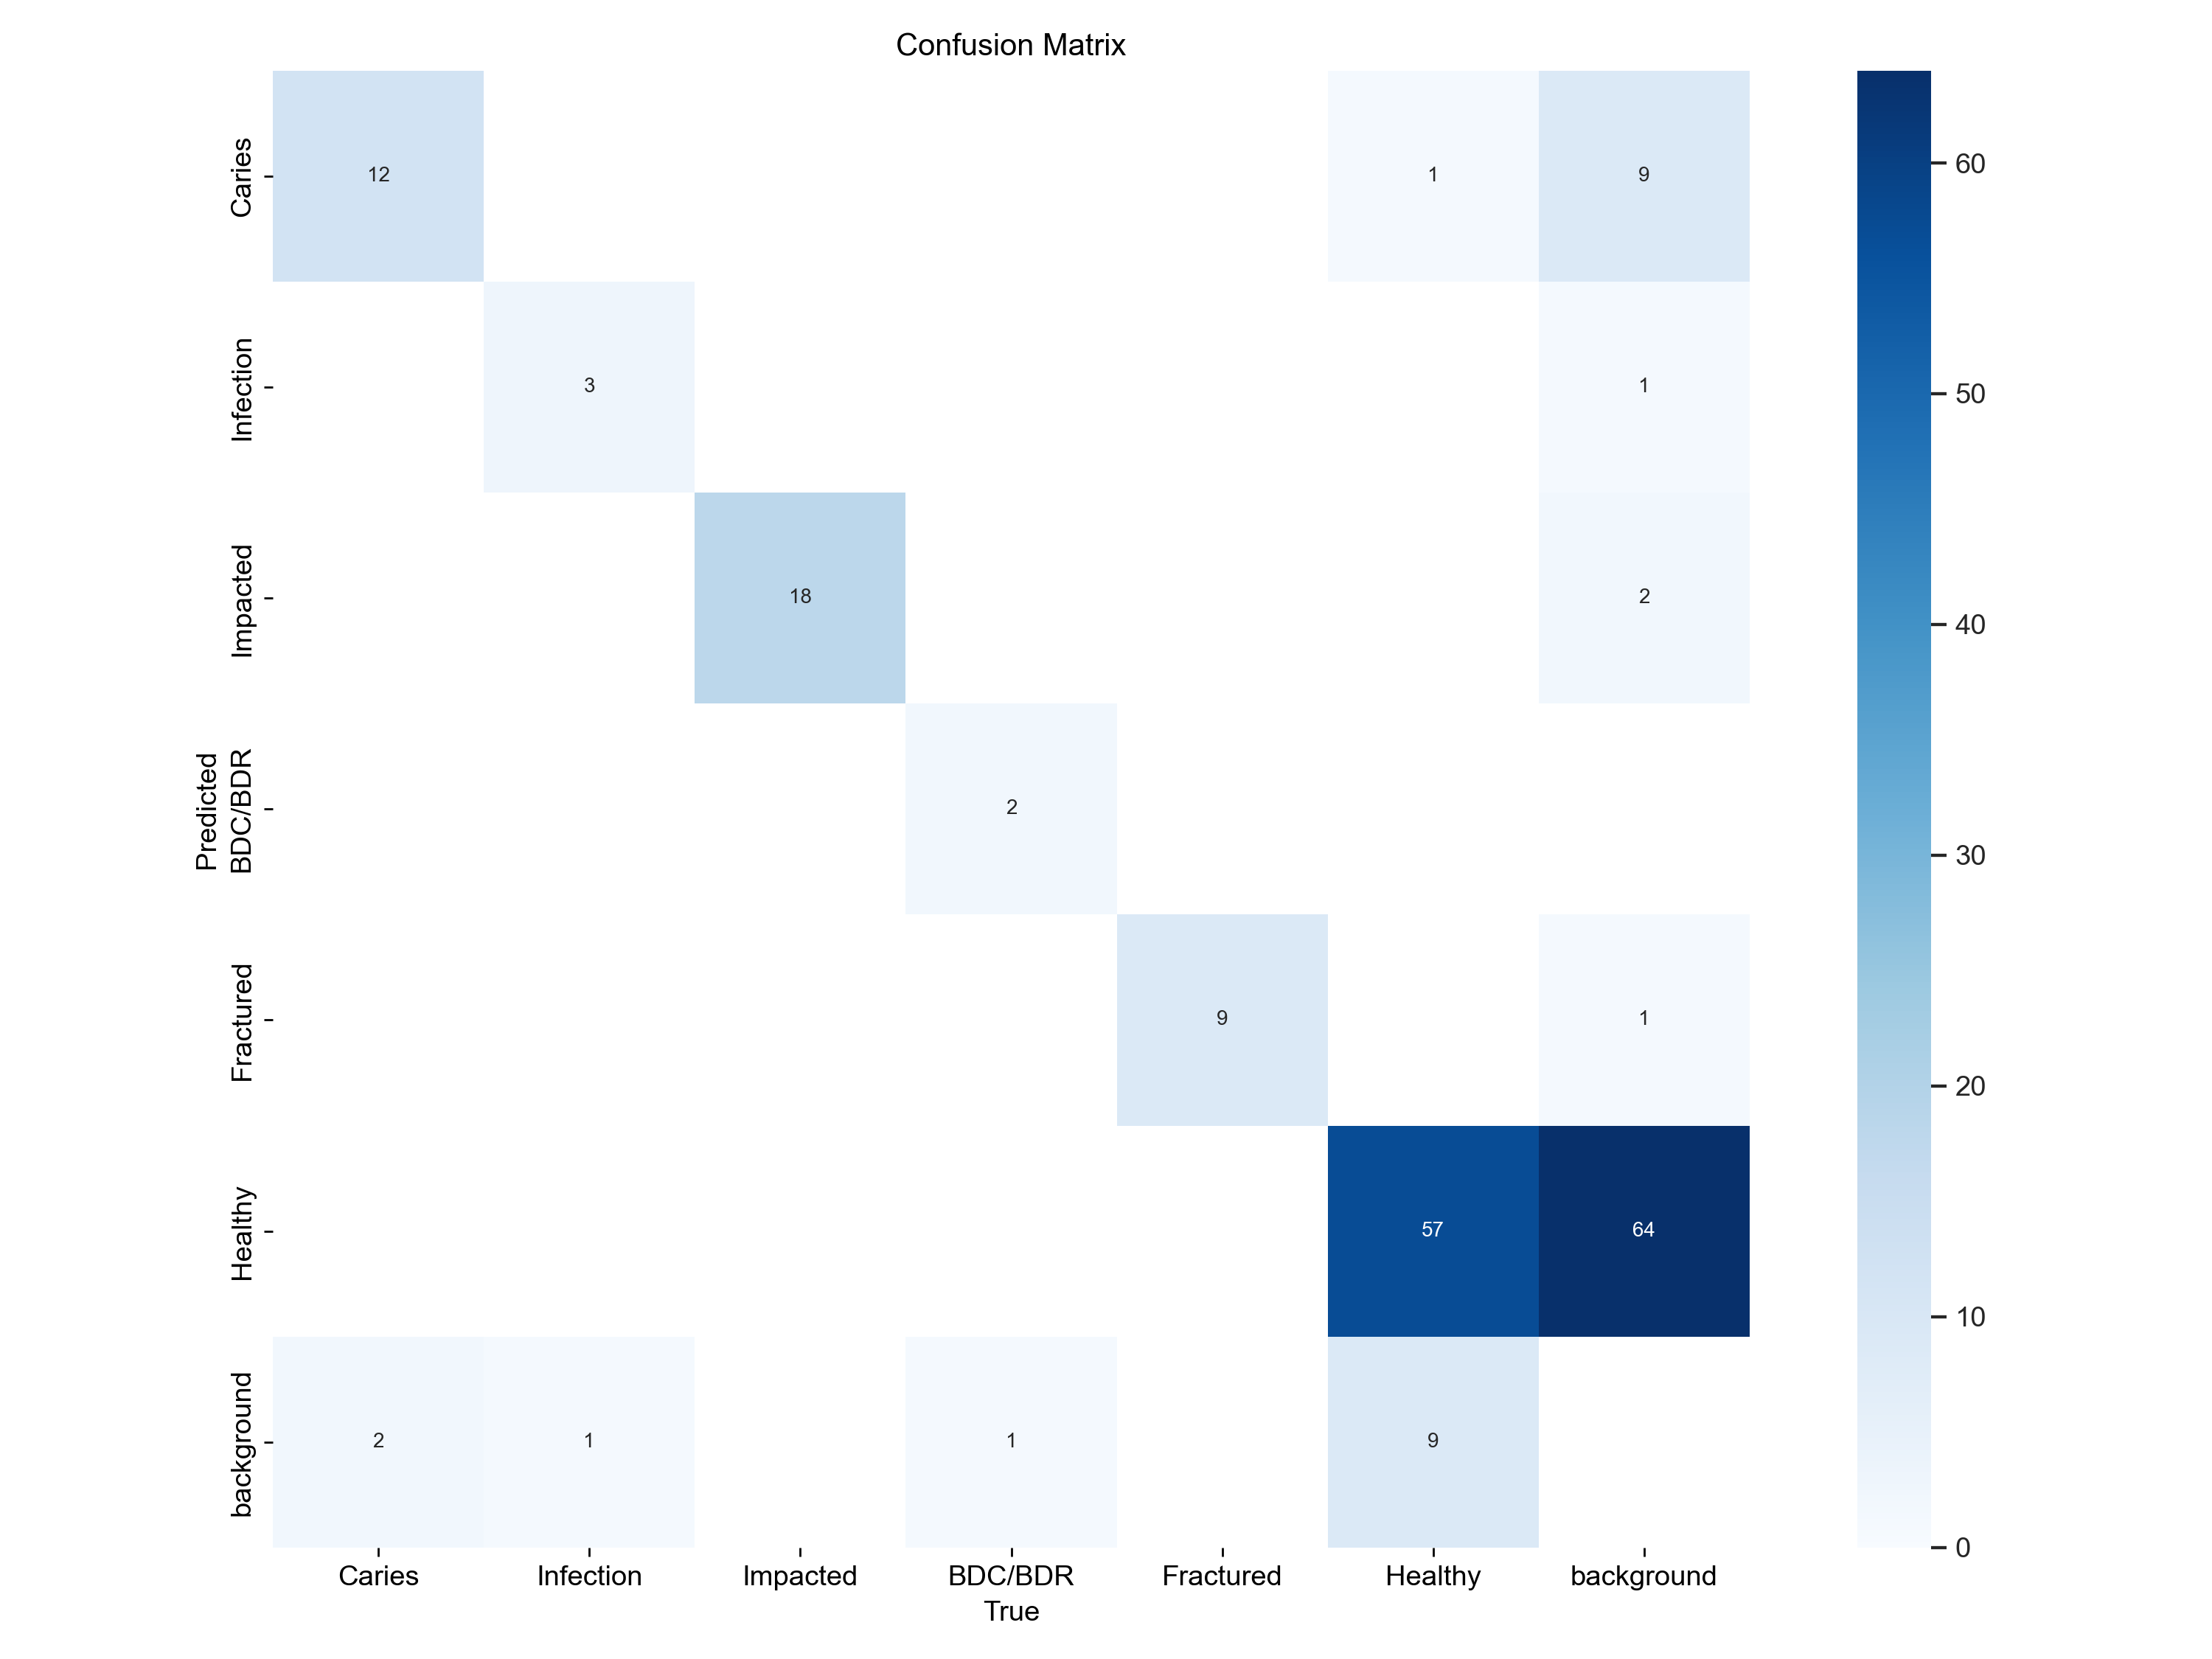 Confusion Matrix
Caries
12
1
9
60
Infection
3
1
50
Impacted
18
2
40
Predicted
BDC/BDR
2
30
Fractured
9
1
20
Healthy
57
64
10
background
2
1
1
9
0
Caries Infection Impacted BDC/BDR Fractured Healthy background
True